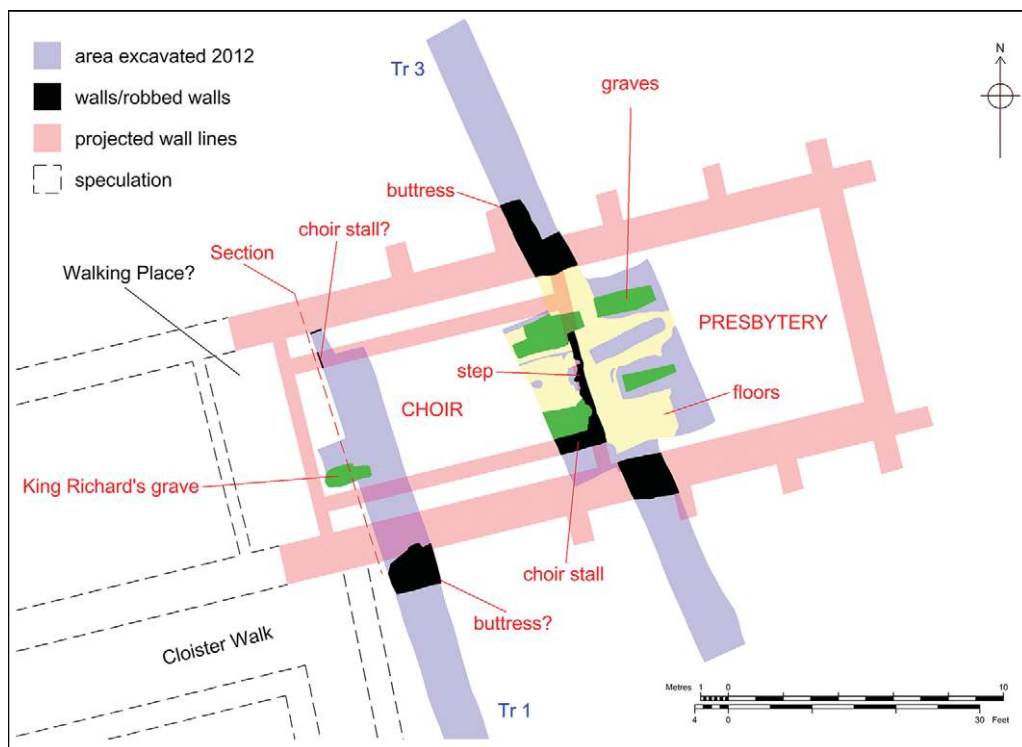 area excavated 2012
walls/robbed walls
projected wall lines
speculation
Tr 3
graves
N
buttress
choir stall?
Section
Walking Place?
PRESBYTERY
step
CHOIR
floors
King Richard's grave
choir stall
buttress?
Cloister Walk
Tr 1
Metres 1 0 10
4 0 30 Feet